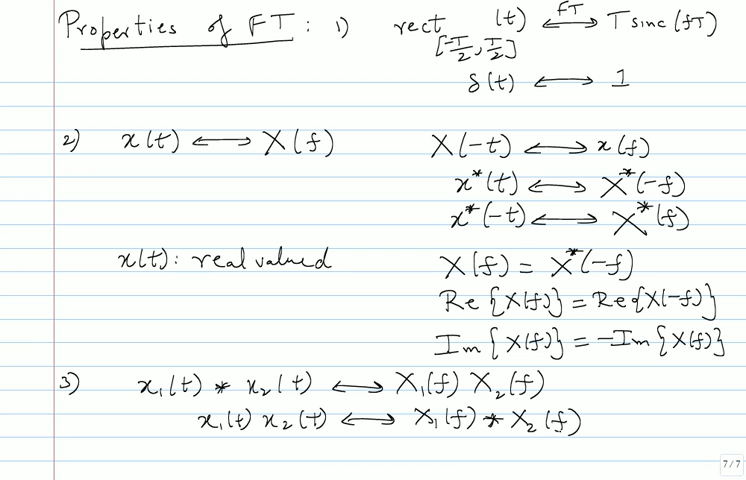 Properties of FT : 1) rect [-T/2, T/2] (t) ⟷ FT T sinc(fT)
δ(t) ⟷ 1
2) x(t) ⟷ X(f) X(-t) ⟷ x(f)
x*(t) ⟷ X*(-f)
x*(-t) ⟷ X*(f)
x(t): real valued X(f) = X*(-f)
Re{X(f)} = Re{X(-f)}
Im{X(f)} = -Im{X(f)}
3) x₁(t) * x₂(t) ⟷ X₁(f) X₂(f)
x₁(t) x₂(t) ⟷ X₁(f) * X₂(f)
7/7